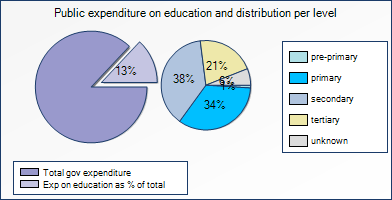 Public expenditure on education and distribution per level
13%
38%
21%
6%
1%
34%
pre-primary
primary
secondary
tertiary
unknown
Total gov expenditure
Exp on education as % of total